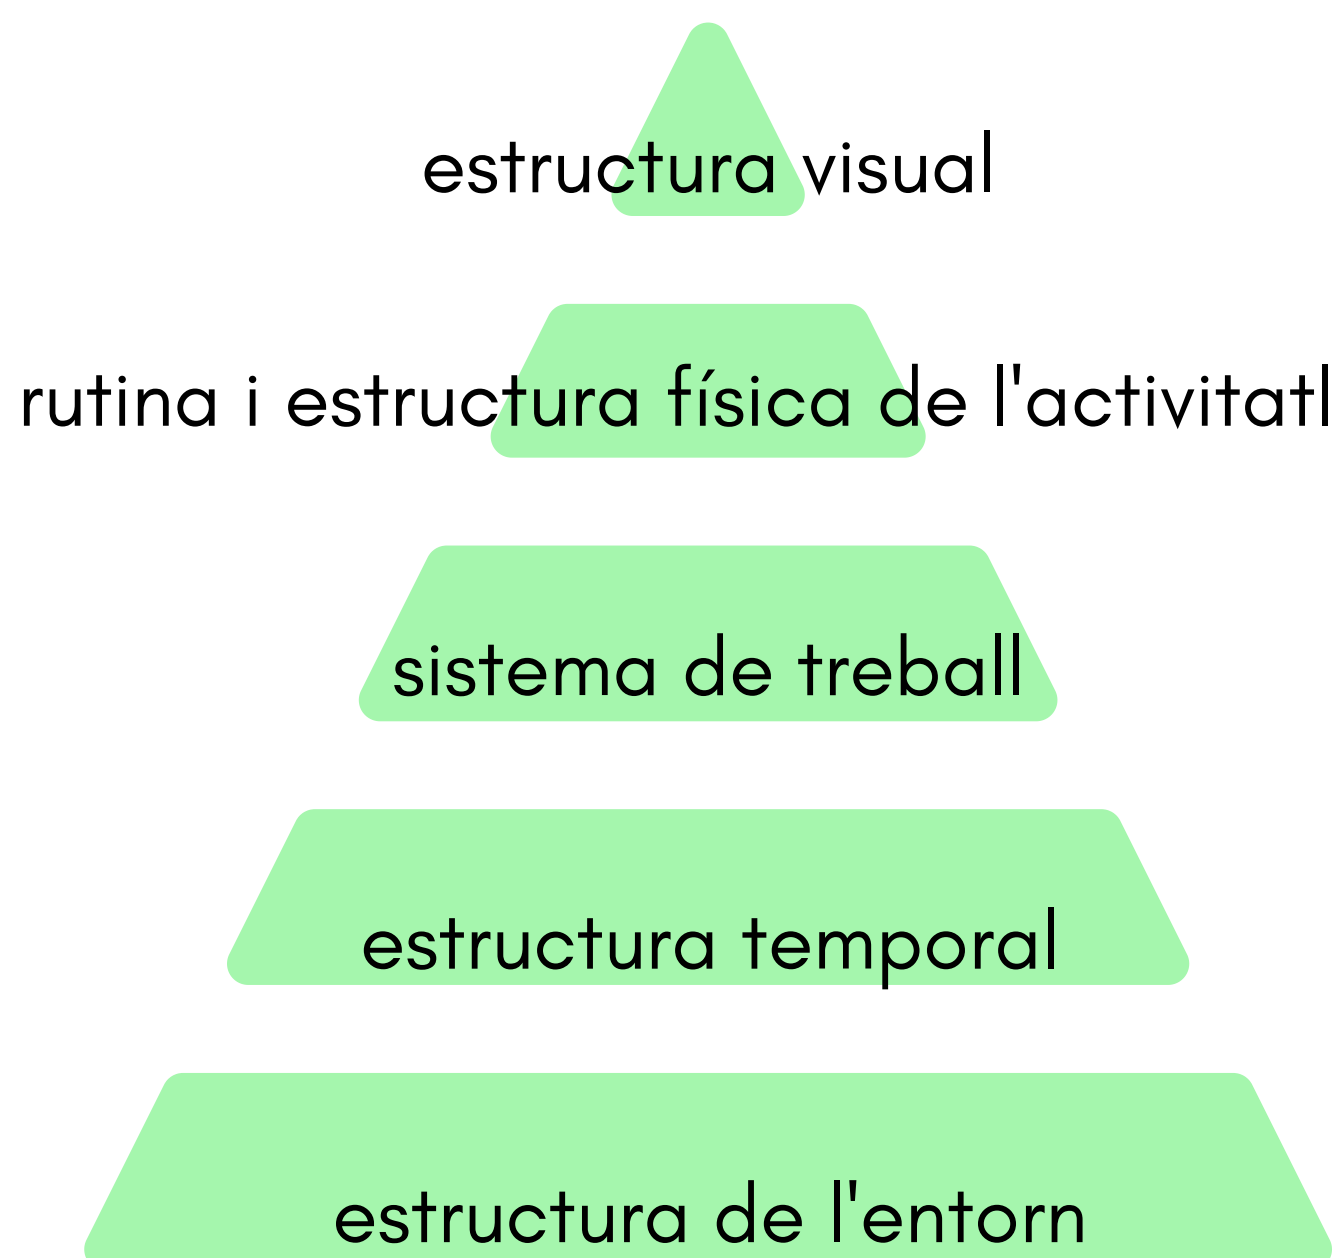 estructura visual
rutina i estructura física de l'activitatl
sistema de treball
estructura temporal
estructura de l'entorn